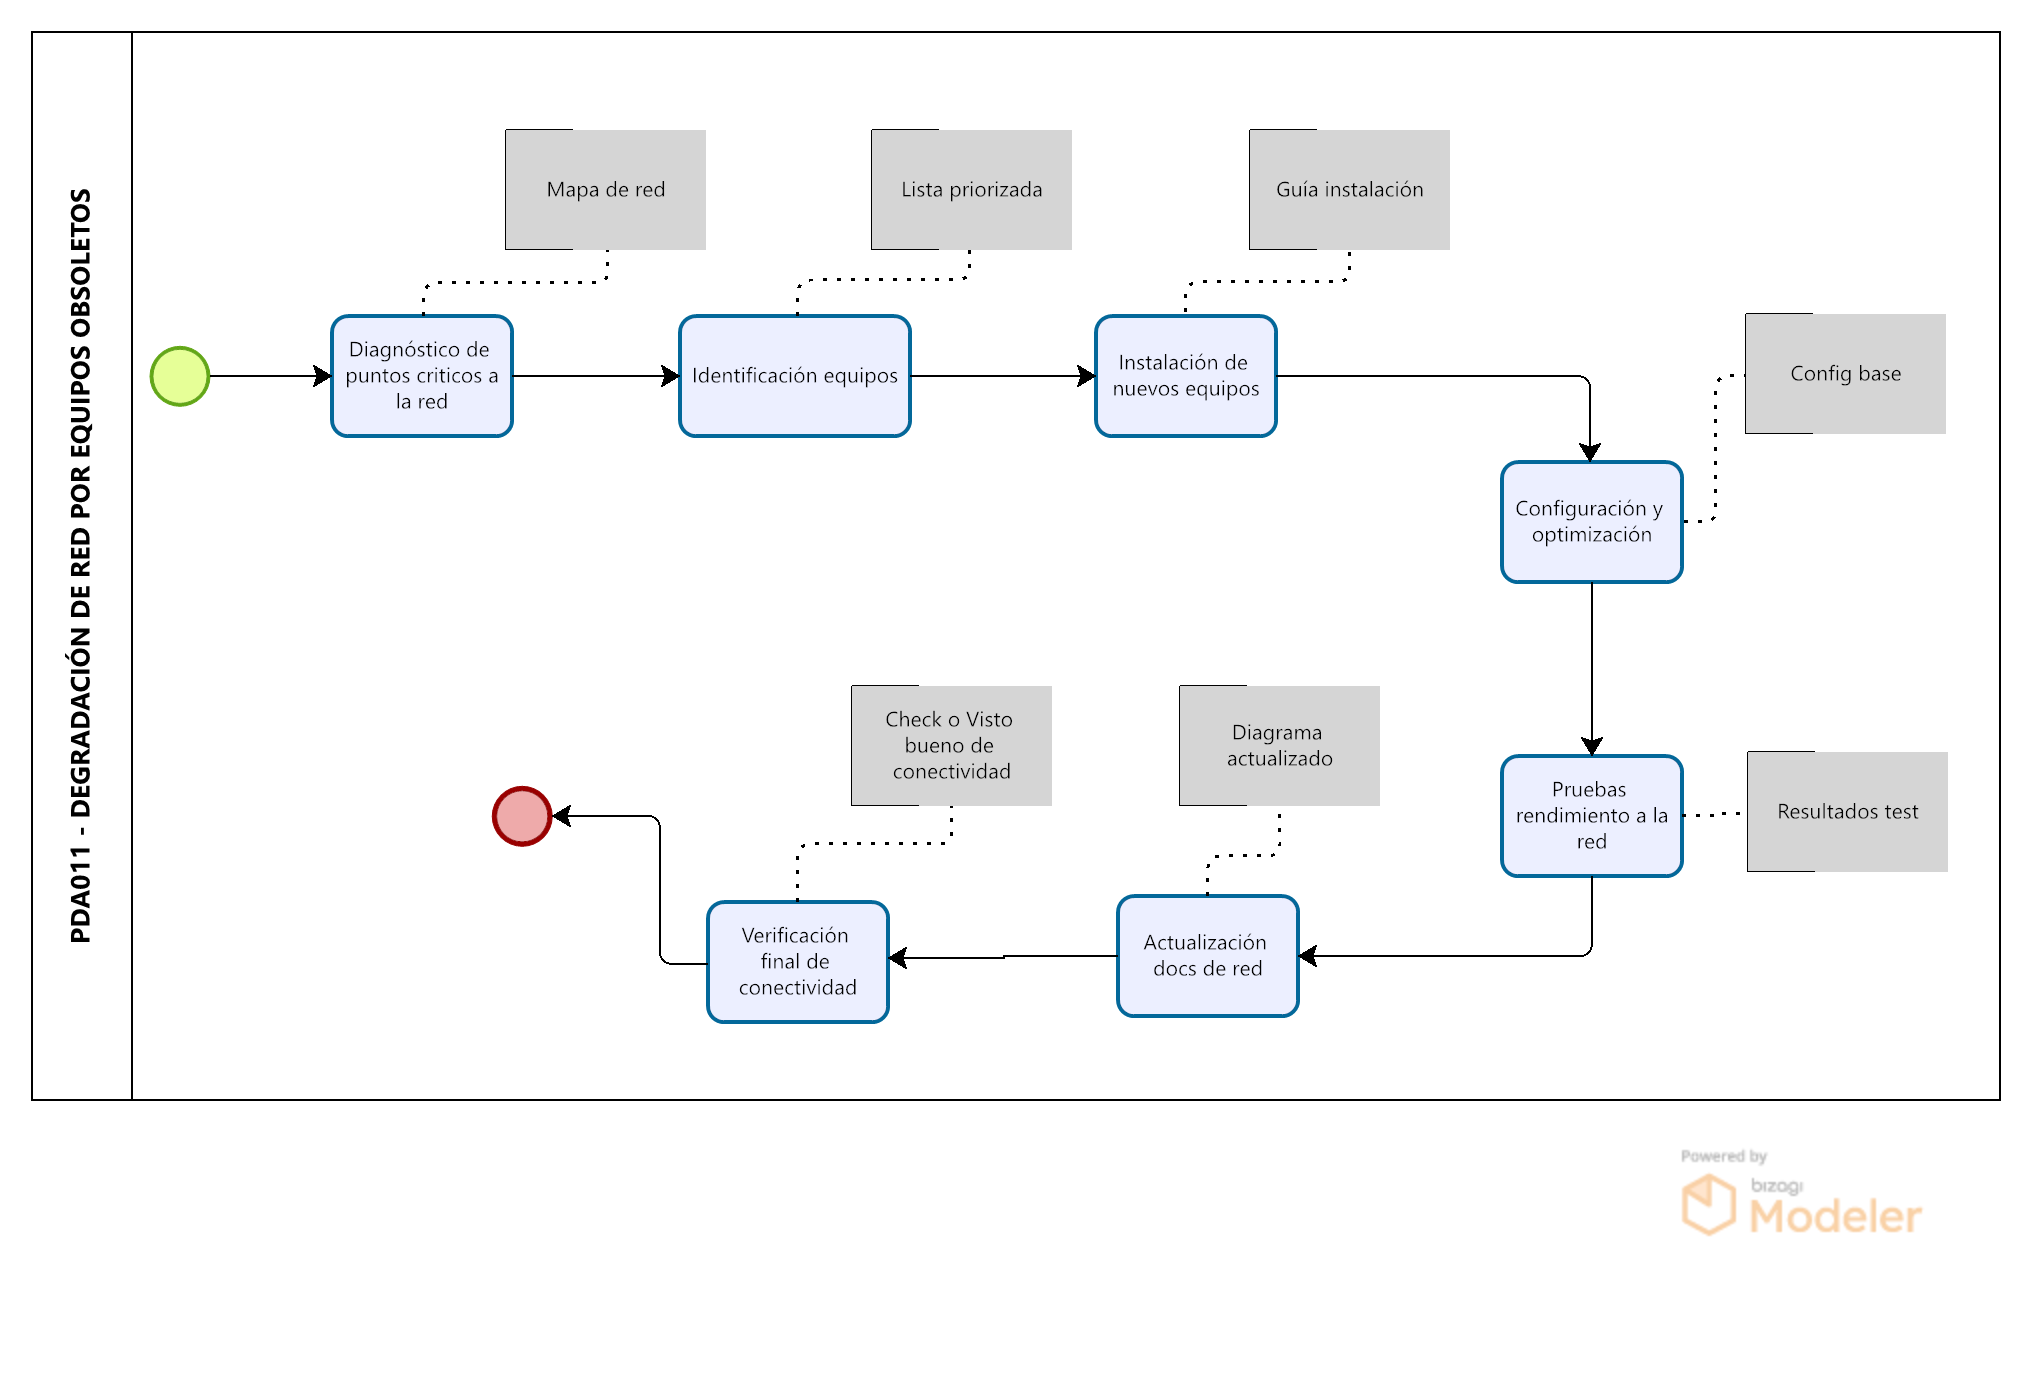 PDA011 - DEGRADACIÓN DE RED POR EQUIPOS OBSOLETOS
Mapa de red
Lista priorizada
Guía instalación
Diagnóstico de
puntos criticos a
la red
Identificación equipos
Instalación de
nuevos equipos
Config base
Configuración y
optimización
Check o Visto
bueno de
conectividad
Diagrama
actualizado
Pruebas
rendimiento a la
red
Resultados test
Verificación
final de
conectividad
Actualización
docs de red
Powered by
bizagi
Modeler